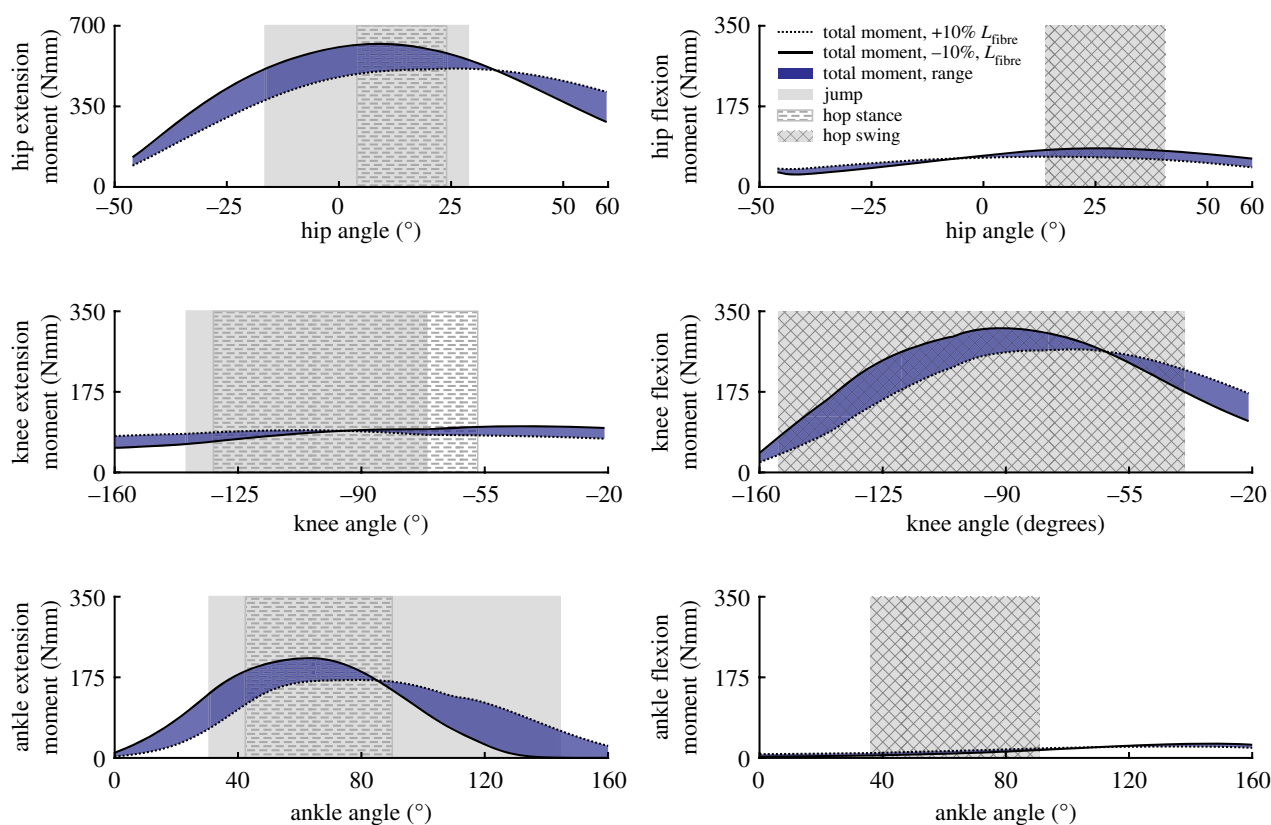 hip extension
moment (Nmm)
700
350
0
–50
–25
0
25
50
60
hip angle (°)
hip flexion
moment (Nmm)
350
175
0
–50
–25
0
25
50
60
hip angle (°)
total moment, +10% Lfibre
total moment, –10%, Lfibre
total moment, range
jump
hop stance
hop swing
knee extension
moment (Nmm)
350
175
0
–160
–125
–90
–55
–20
knee angle (°)
knee flexion
moment (Nmm)
350
175
0
–160
–125
–90
–55
–20
knee angle (degrees)
ankle extension
moment (Nmm)
350
175
0
0
40
80
120
160
ankle angle (°)
ankle flexion
moment (Nmm)
350
175
0
0
40
80
120
160
ankle angle (°)